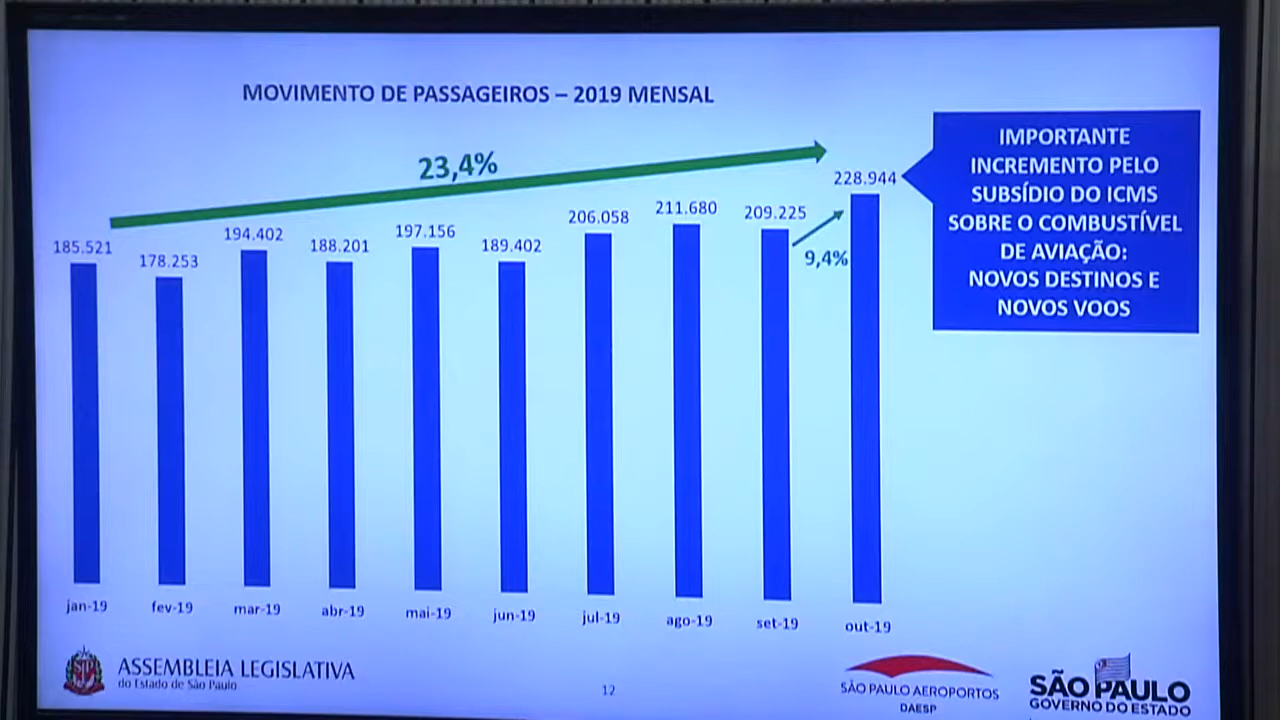 MOVIMENTO DE PASSAGEIROS – 2019 MENSAL
23,4%
185.521
178.253
194.402
188.201
197.156
189.402
206.058
211.680
209.225
228.944
9,4%
IMPORTANTE
INCREMENTO PELO
SUBSÍDIO DO ICMS
SOBRE O COMBUSTÍVEL
DE AVIAÇÃO:
NOVOS DESTINOS E
NOVOS VOOS
jan-19
fev-19
mar-19
abr-19
mai-19
jun-19
jul-19
ago-19
set-19
out-19
ASSEMBLEIA LEGISLATIVA
do Estado de São Paulo
12
SÃO PAULO AEROPORTOS
DAESP
SÃO PAULO
GOVERNO DO ESTADO